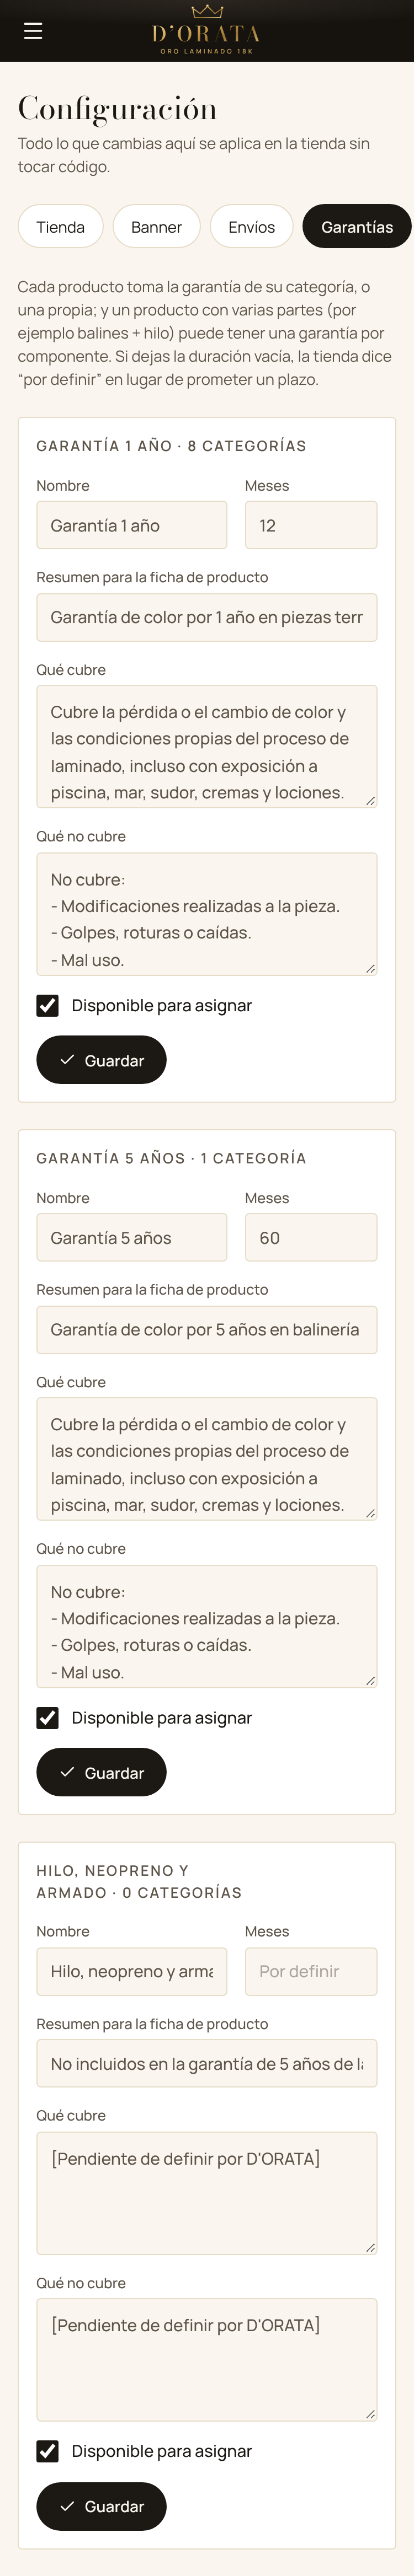 D'ORATA
ORO LAMINADO 18K
Configuración
Todo lo que cambias aquí se aplica en la tienda sin
tocar código.
Tienda
Banner
Envíos
Garantías
Cada producto toma la garantía de su categoría, o
una propia; y un producto con varias partes (por
ejemplo balines + hilo) puede tener una garantía por
componente. Si dejas la duración vacía, la tienda dice
“por definir” en lugar de prometer un plazo.
GARANTÍA 1 AÑO · 8 CATEGORÍAS
Nombre
Meses
Garantía 1 año
12
Resumen para la ficha de producto
Garantía de color por 1 año en piezas terr
Qué cubre
Cubre la pérdida o el cambio de color y
las condiciones propias del proceso de
laminado, incluso con exposición a
piscina, mar, sudor, cremas y lociones.
Qué no cubre
No cubre:
- Modificaciones realizadas a la pieza.
- Golpes, roturas o caídas.
- Mal uso.
Disponible para asignar
Guardar
GARANTÍA 5 AÑOS · 1 CATEGORÍA
Nombre
Meses
Garantía 5 años
60
Resumen para la ficha de producto
Garantía de color por 5 años en balinería
Qué cubre
Cubre la pérdida o el cambio de color y
las condiciones propias del proceso de
laminado, incluso con exposición a
piscina, mar, sudor, cremas y lociones.
Qué no cubre
No cubre:
- Modificaciones realizadas a la pieza.
- Golpes, roturas o caídas.
- Mal uso.
Disponible para asignar
Guardar
HILO, NEOPRENO Y
ARMADO · 0 CATEGORÍAS
Nombre
Meses
Hilo, neopreno y arma
Por definir
Resumen para la ficha de producto
No incluidos en la garantía de 5 años de la
Qué cubre
[Pendiente de definir por D'ORATA]
Qué no cubre
[Pendiente de definir por D'ORATA]
Disponible para asignar
Guardar